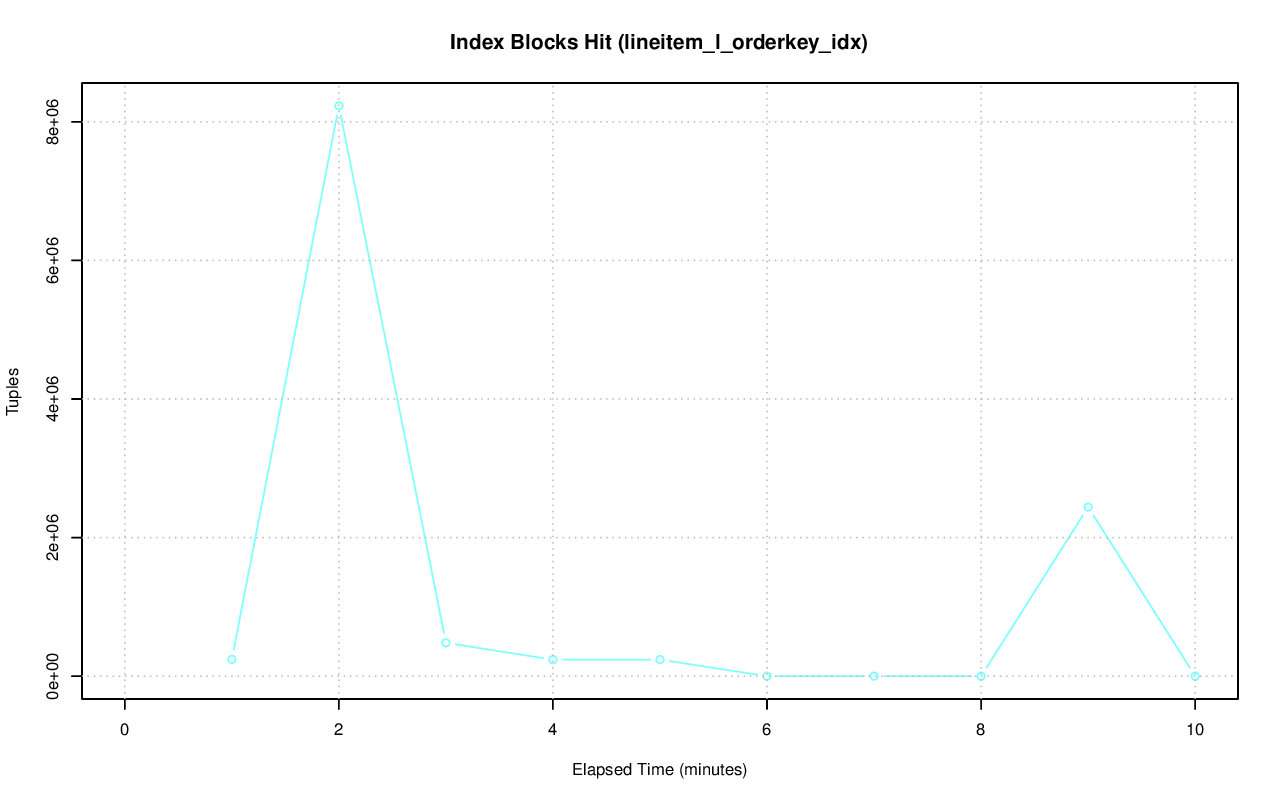 Index Blocks Hit (lineitem_l_orderkey_idx)
Tuples
8e+06
6e+06
4e+06
2e+06
0e+00
0 2 4 6 8 10
Elapsed Time (minutes)